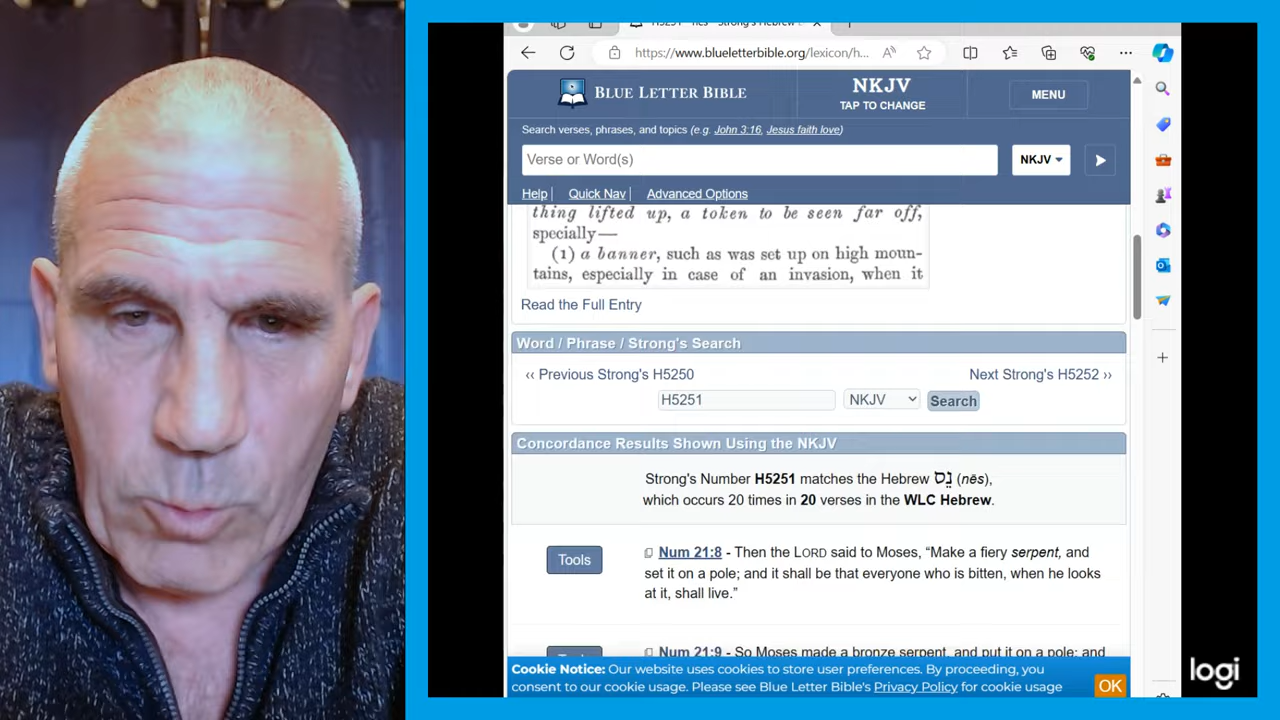 https://www.blueletterbible.org/lexicon/h...
BLUE LETTER BIBLE
NKJV
TAP TO CHANGE
MENU
Search verses, phrases, and topics (e.g. John 3:16, Jesus faith love)
Verse or Word(s)
NKJV
Help
Quick Nav
Advanced Options
thing lifted up, a token to be seen far off,
specially—
(1) a banner, such as was set up on high moun-
tains, especially in case of an invasion, when it
Read the Full Entry
Word / Phrase / Strong's Search
‹‹ Previous Strong's H5250
Next Strong's H5252 ››
H5251
NKJV
Search
Concordance Results Shown Using the NKJV
Strong's Number H5251 matches the Hebrew נֵס (nēs),
which occurs 20 times in 20 verses in the WLC Hebrew.
Tools
Num 21:8 - Then the LORD said to Moses, “Make a fiery serpent, and
set it on a pole; and it shall be that everyone who is bitten, when he looks
at it, shall live.”
Num 21:9 - So Moses made a bronze serpent, and put it on a pole; and
Cookie Notice: Our website uses cookies to store user preferences. By proceeding, you
consent to our cookie usage. Please see Blue Letter Bible's Privacy Policy for cookie usage
OK
logi